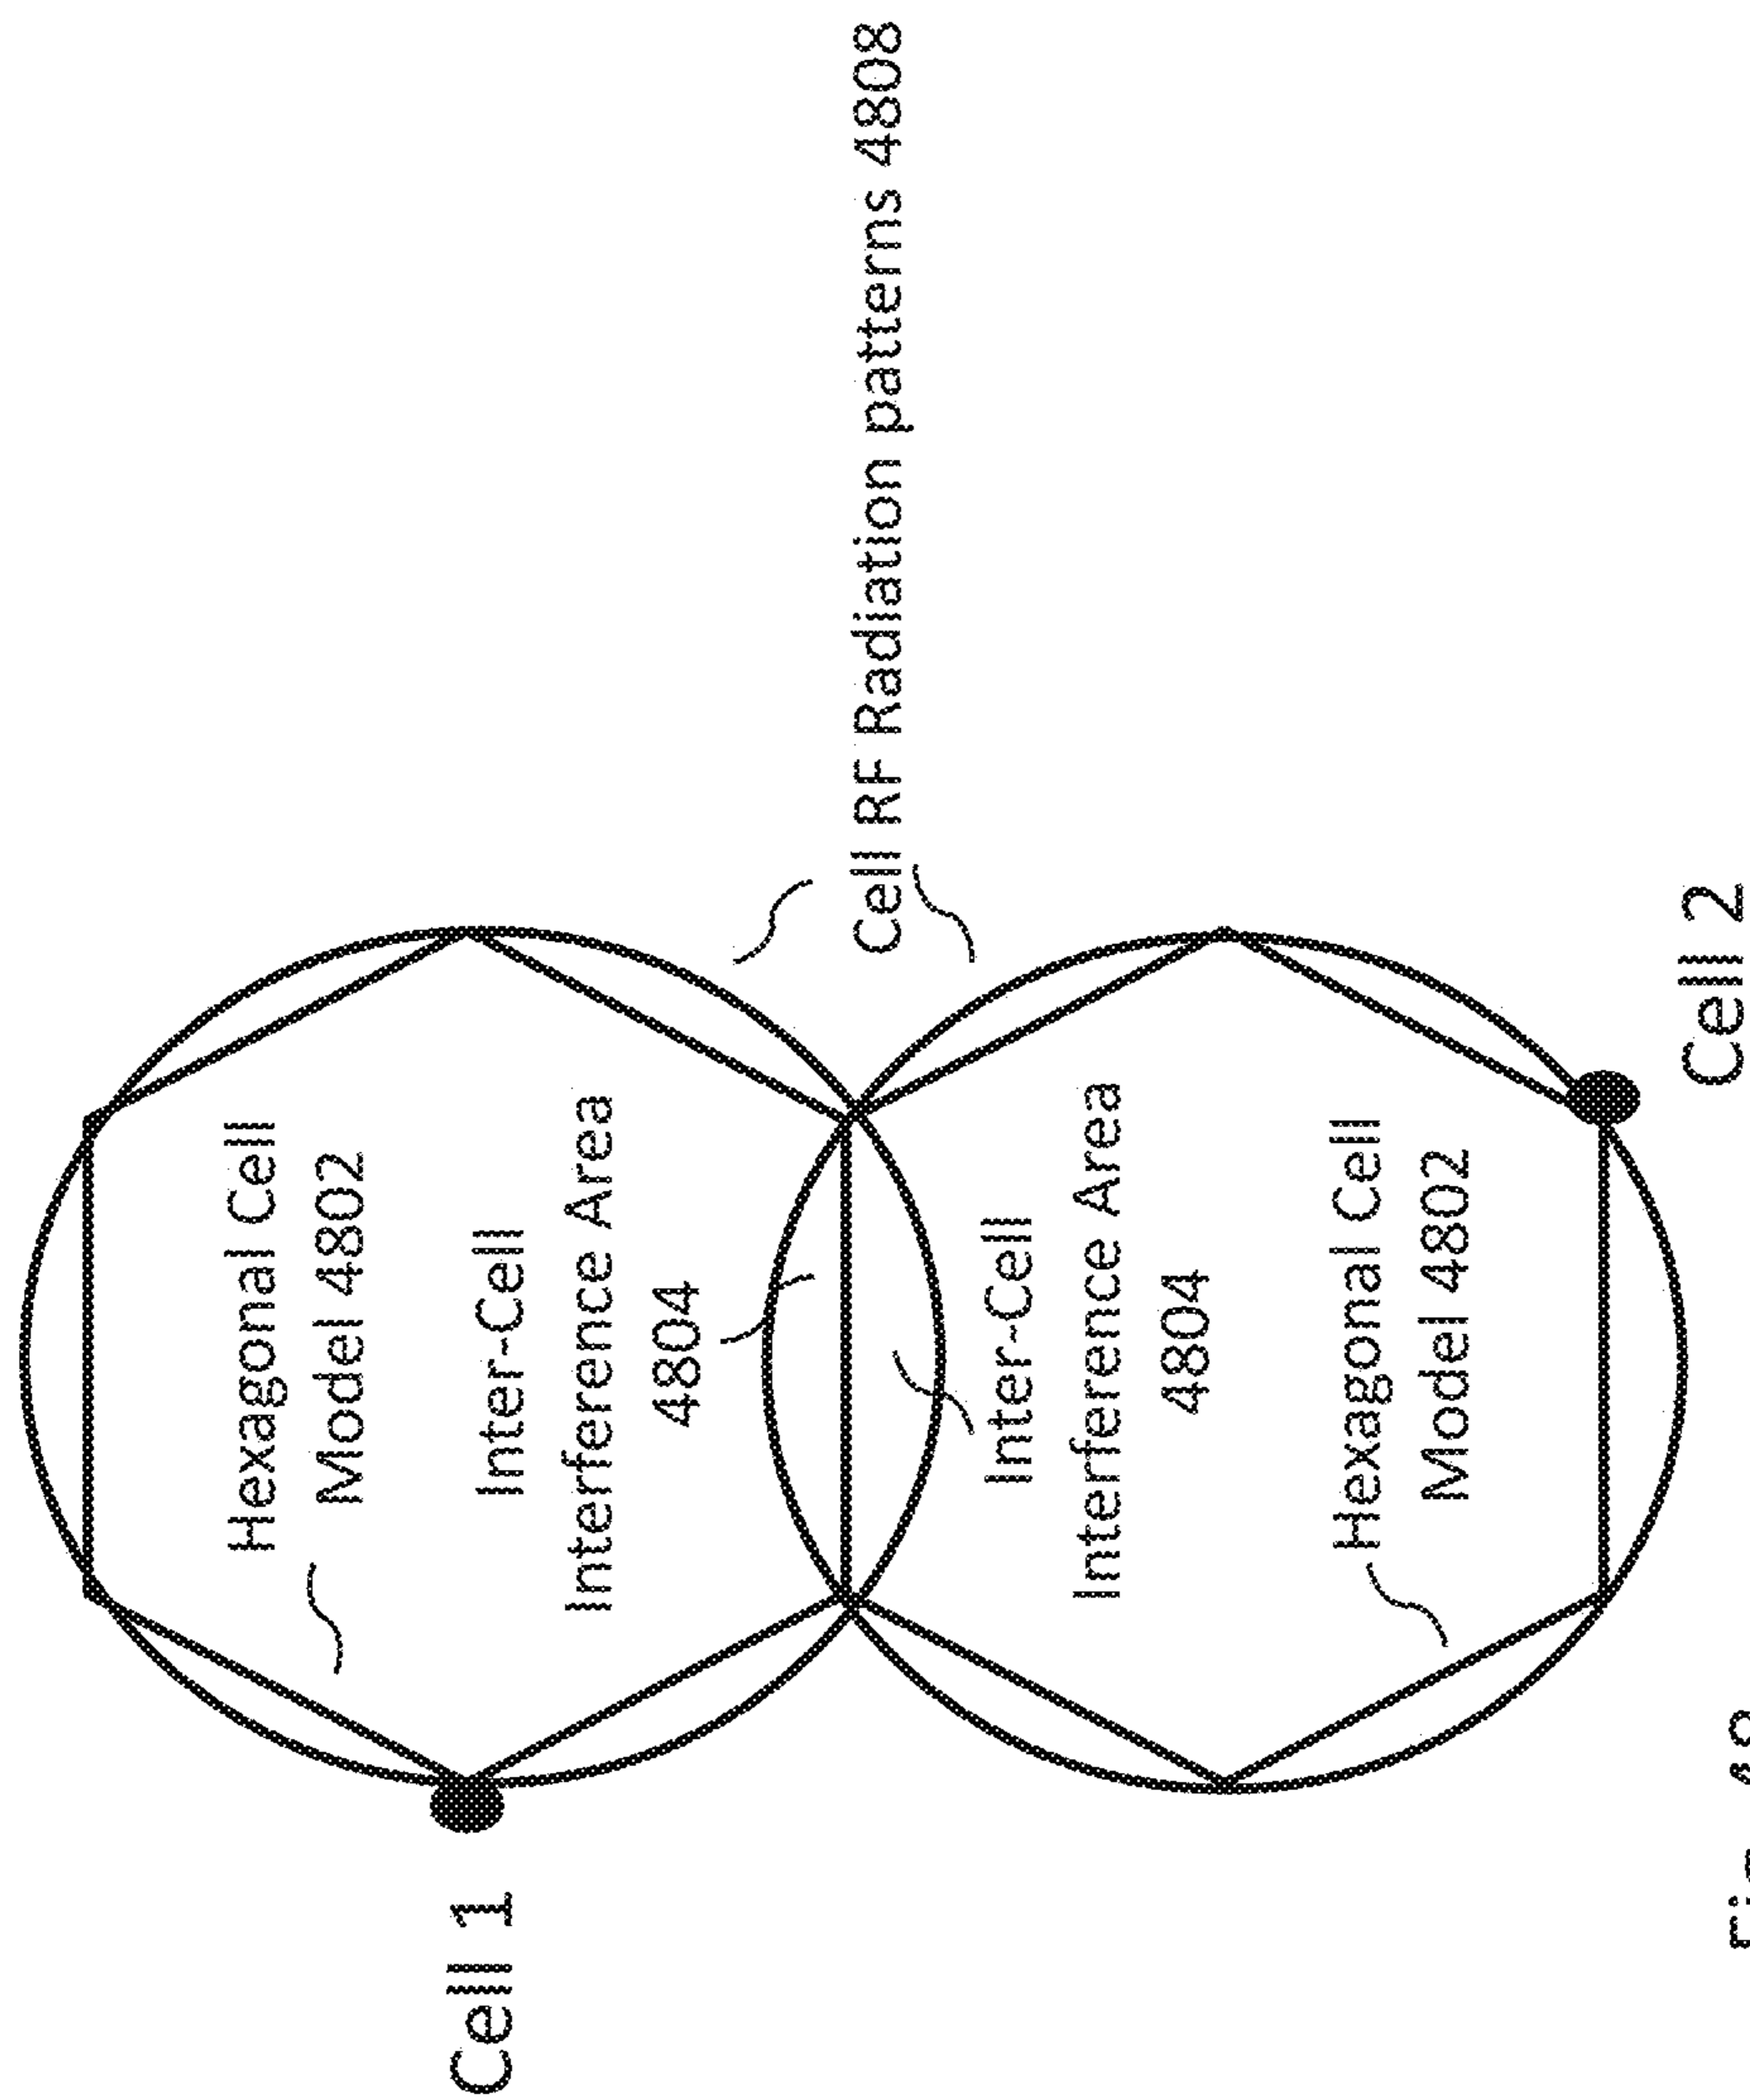 Hexagonal Cell
Model 4802
Cell 1
Inter-Cell
Interference Area
4804
Cell RF Radiation patterns 4808
Inter-Cell
Interference Area
4804
Hexagonal Cell
Model 4802
Cell 2